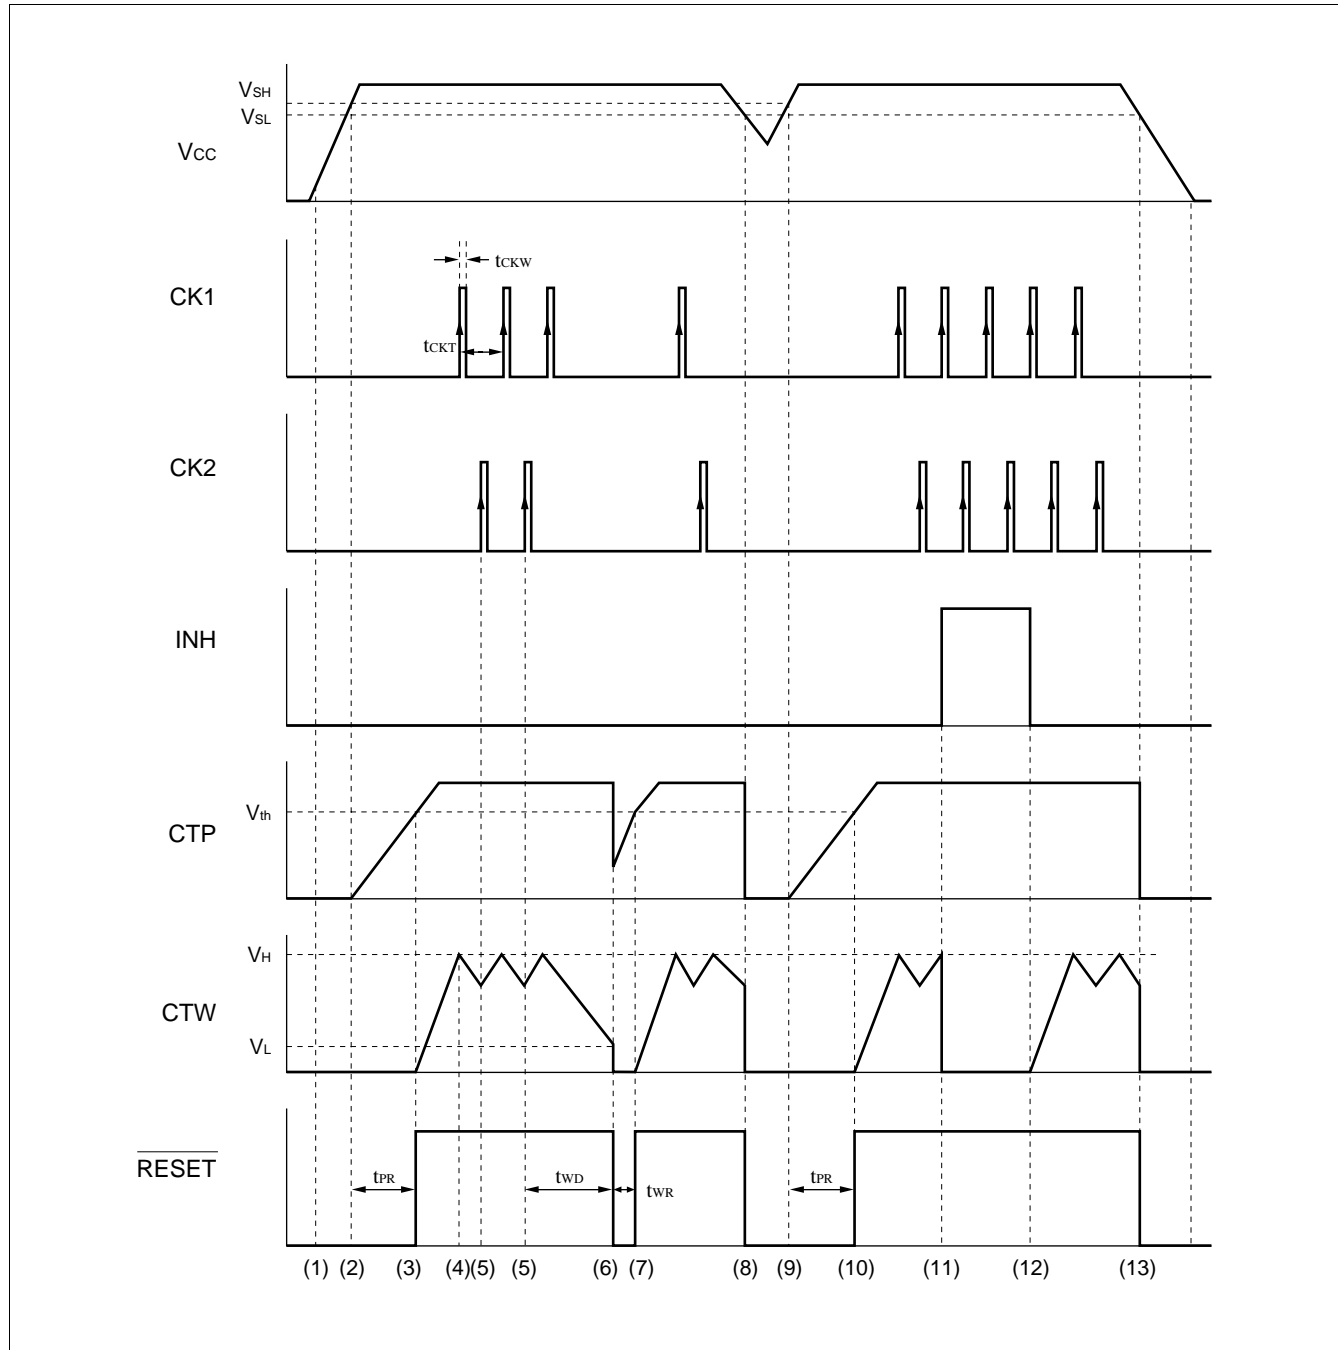 VSH
VSL
VCC
tCKW
CK1
tCKT
CK2
INH
Vth
CTP
VH
CTW
VL
RESET
tPR
tWD
tWR
tPR
(1) (2) (3) (4) (5) (5) (6) (7) (8) (9) (10) (11) (12) (13)